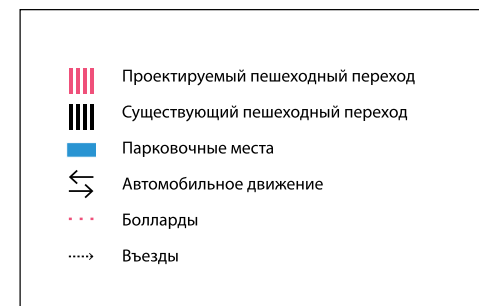 Проектируемый пешеходный переход
Существующий пешеходный переход
Парковочные места
Автомобильное движение
Болларды
Въезды